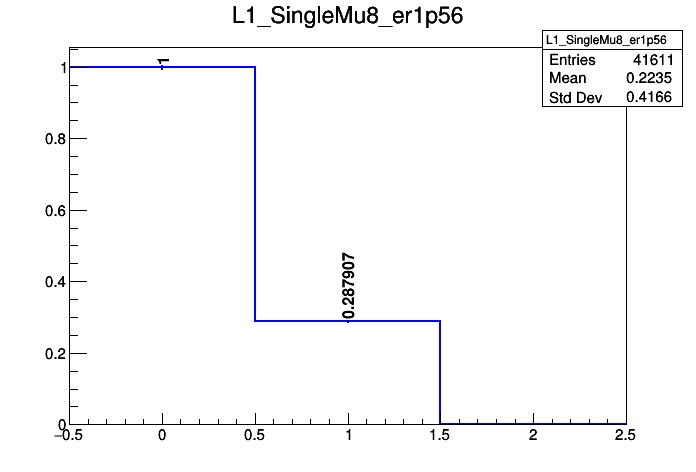 L1_SingleMu8_er1p56
L1_SingleMu8_er1p56
Entries 41611
Mean 0.2235
Std Dev 0.4166
1
0.8
0.6
0.4
0.2
0
1
0.287907
−0.5 0 0.5 1 1.5 2 2.5